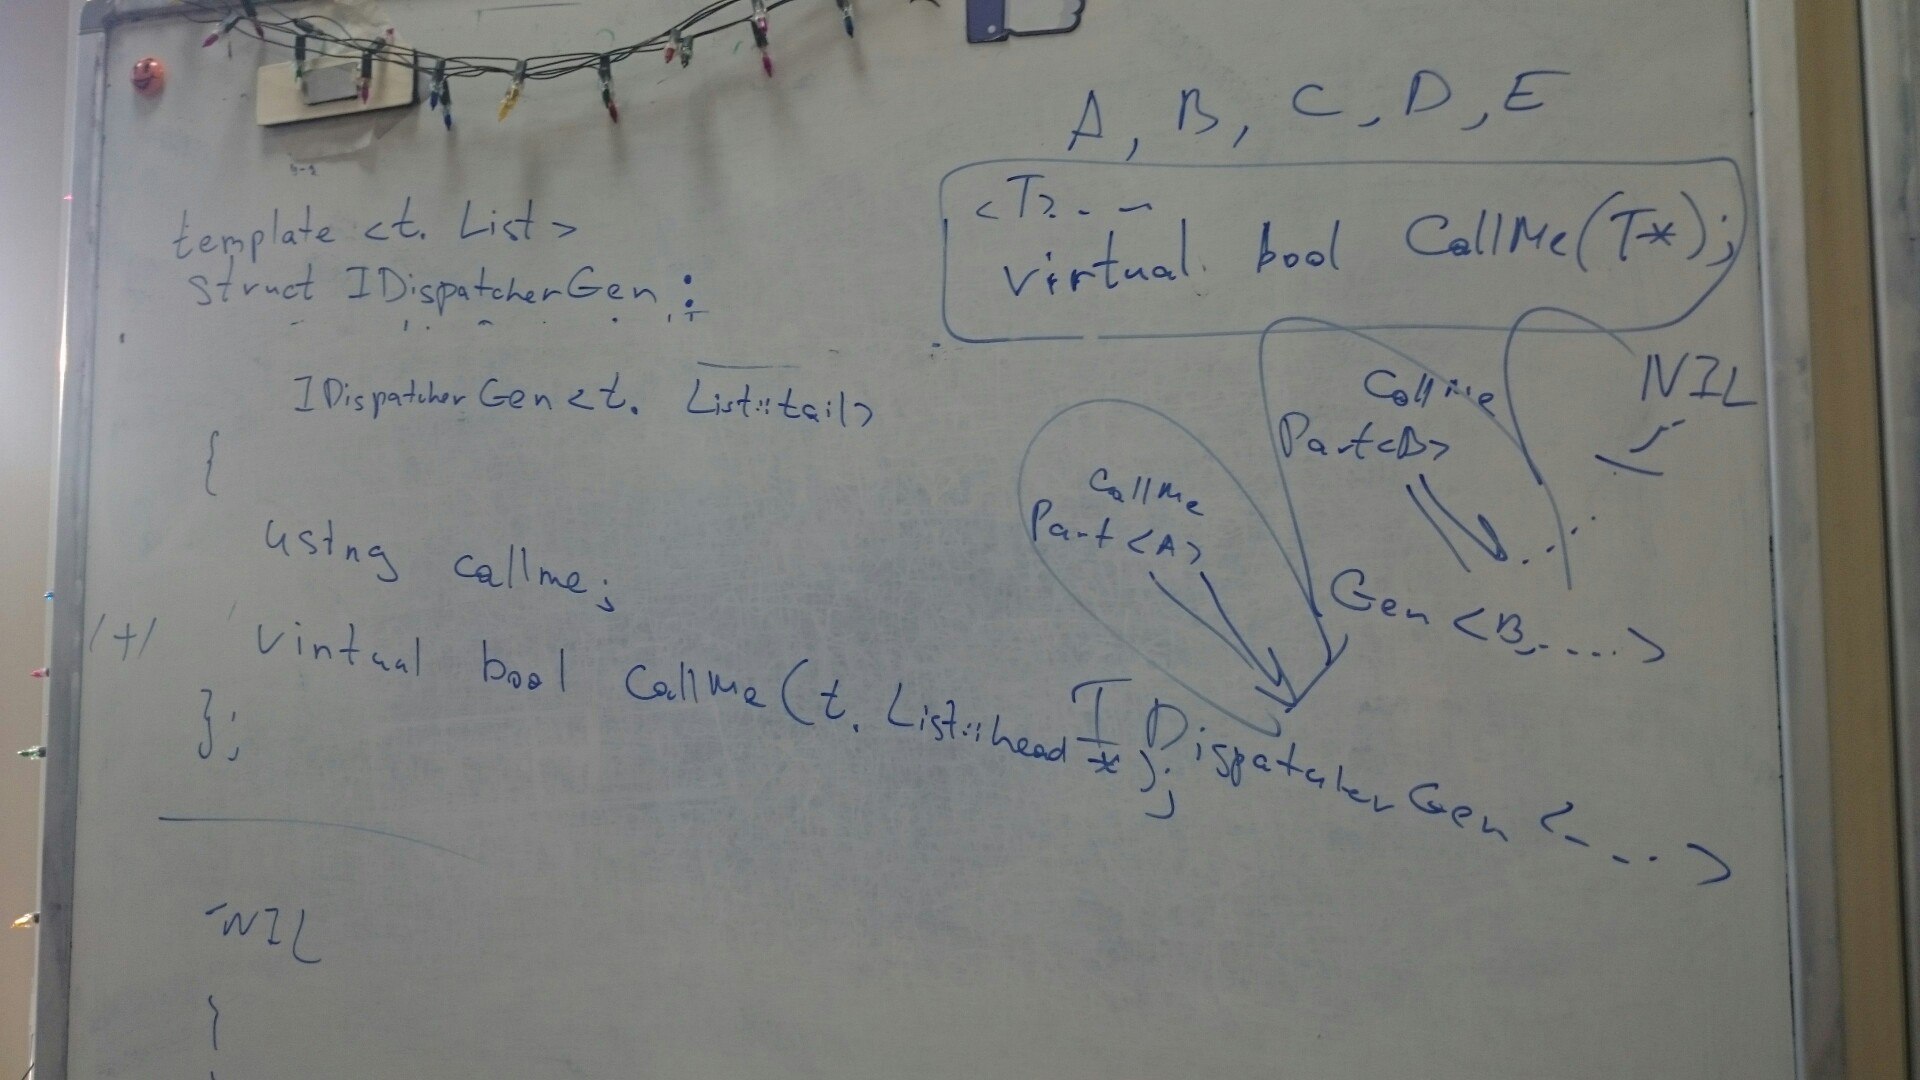 A, B, C, D, E
<T>. - -
virtual bool CallMe(T*);
template <t. List>
struct IDispatcherGen :
IDispatcherGen<t. List::tail>
{
using callme;
/+/ virtual bool CallMe(t. List::head *);
};
NIL
{
NIL
CallMe
Part<B>
CallMe
Part<A>
Gen <B, .....>
IDispatcherGen <- - .. >